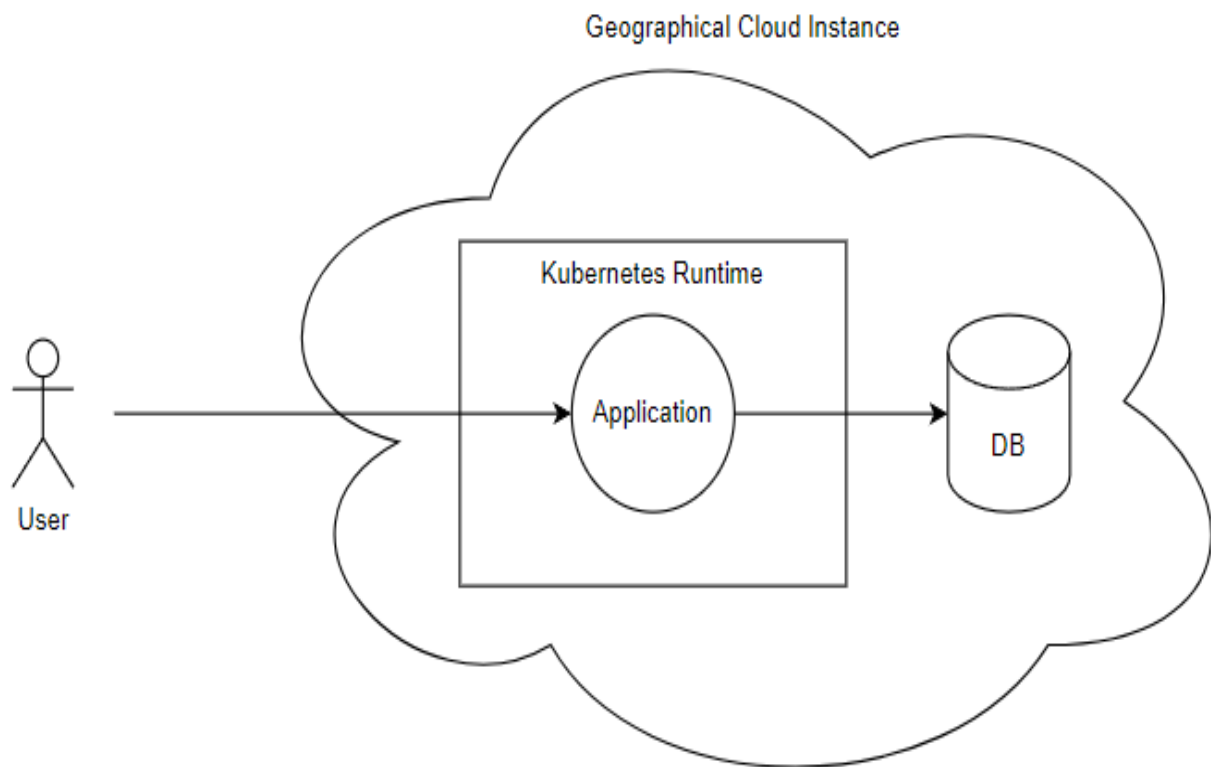 Geographical Cloud Instance
Kubernetes Runtime
Application
DB
User